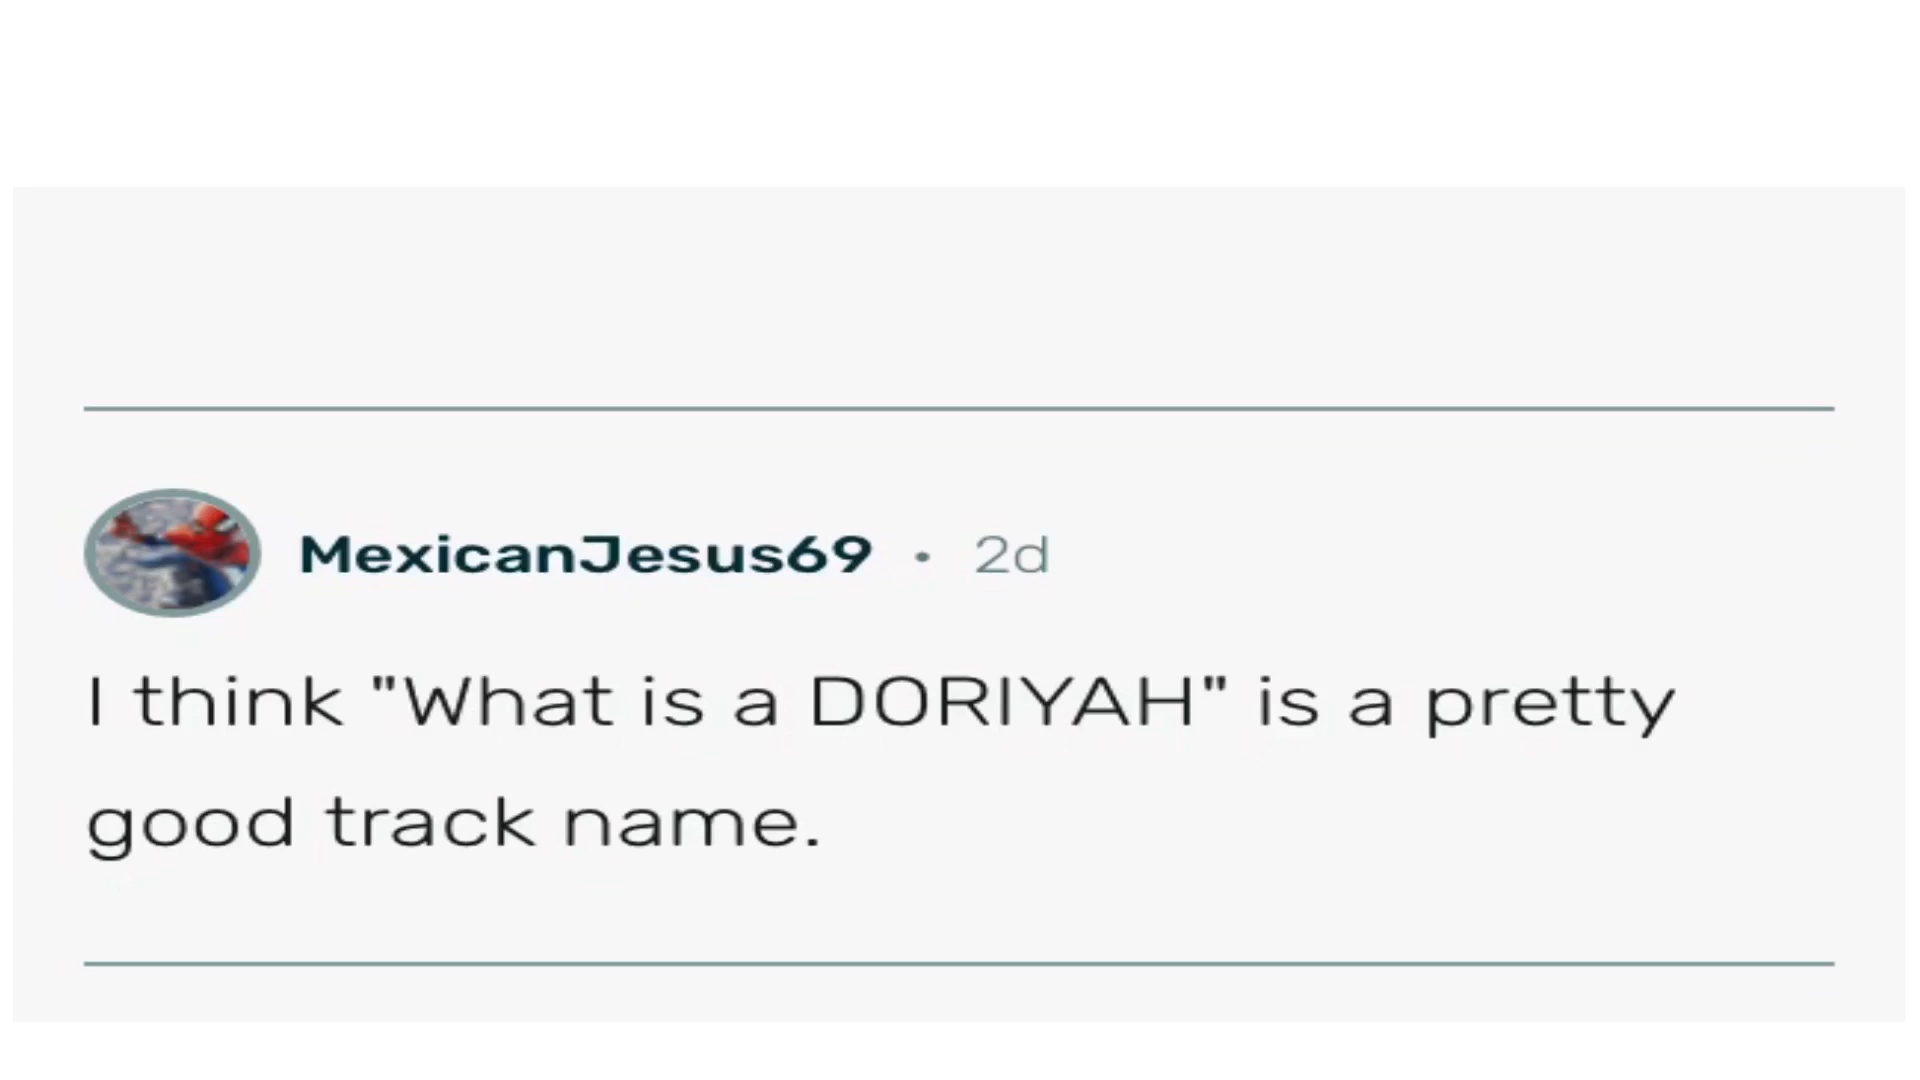 MexicanJesus69 • 2d
I think "What is a DORIYAH" is a pretty
good track name.